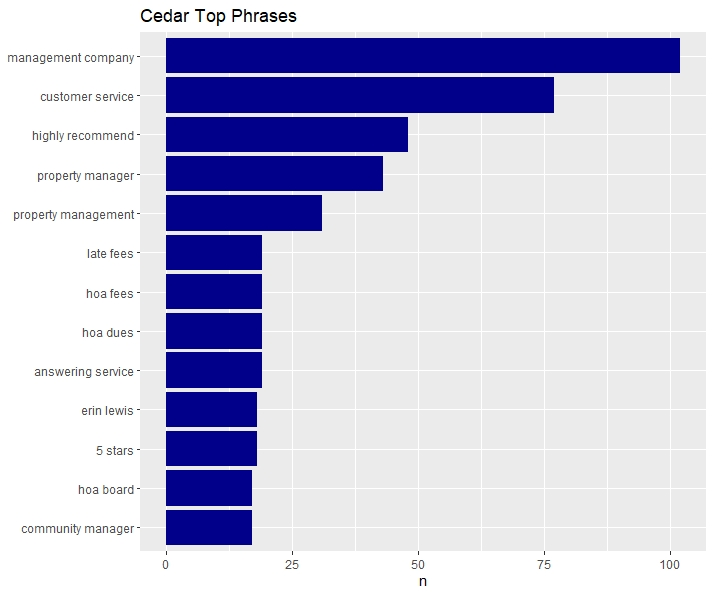 Cedar Top Phrases
management company
customer service
highly recommend
property manager
property management
late fees
hoa fees
hoa dues
answering service
erin lewis
5 stars
hoa board
community manager
0 25 50 75 100
n